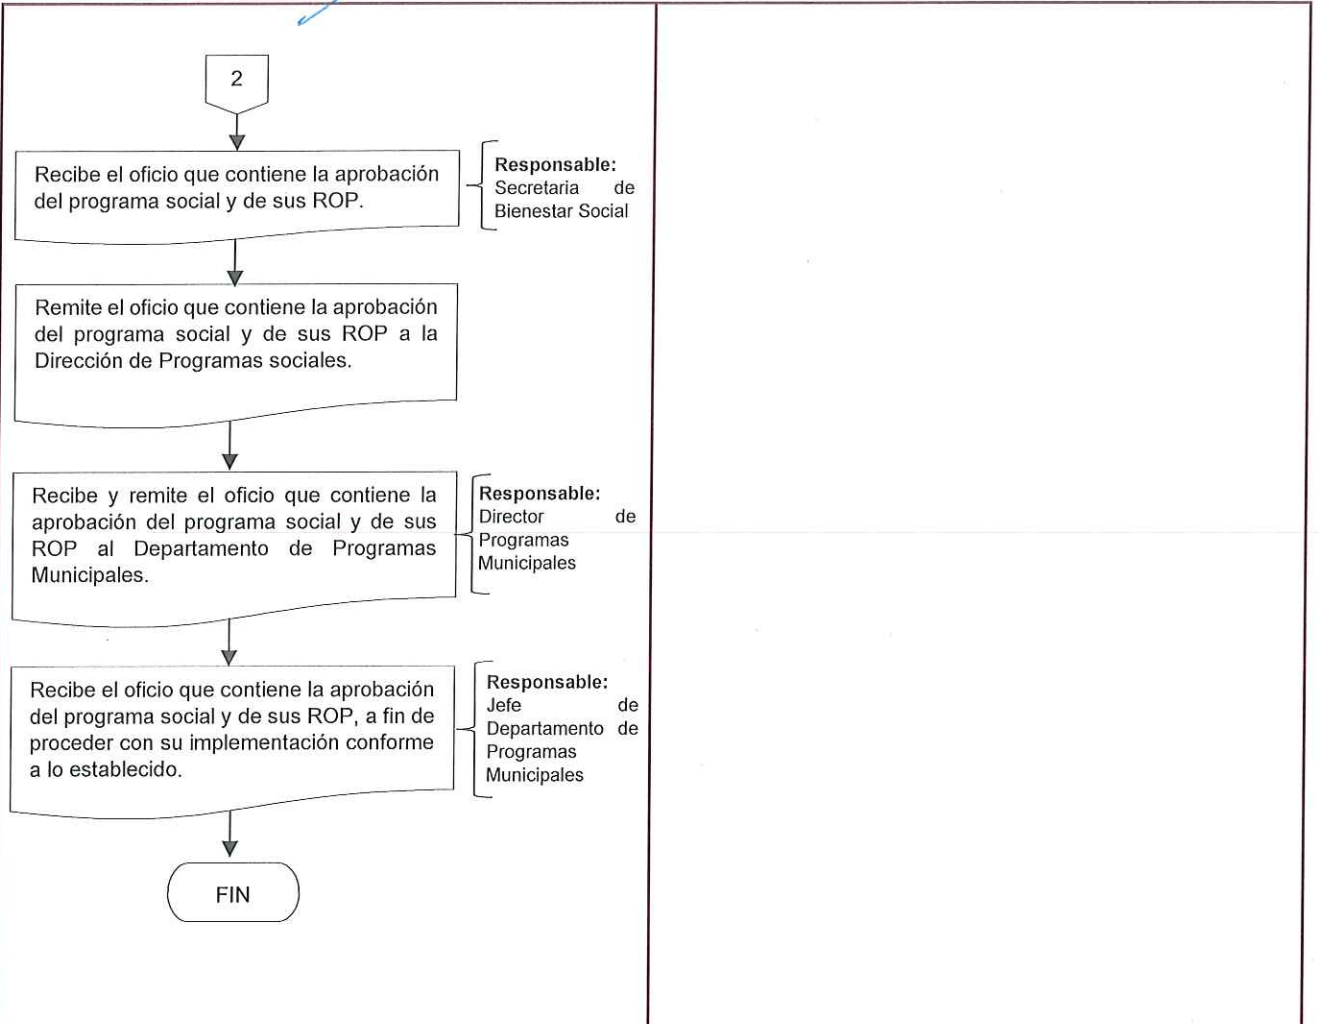 2
Recibe el oficio que contiene la aprobación
del programa social y de sus ROP.
Responsable:
Secretaria de
Bienestar Social
Remite el oficio que contiene la aprobación
del programa social y de sus ROP a la
Dirección de Programas sociales.
Recibe y remite el oficio que contiene la
aprobación del programa social y de sus
ROP al Departamento de Programas
Municipales.
Responsable:
Director de
Programas
Municipales
Recibe el oficio que contiene la aprobación
del programa social y de sus ROP, a fin de
proceder con su implementación conforme
a lo establecido.
Responsable:
Jefe de
Departamento de
Programas
Municipales
FIN